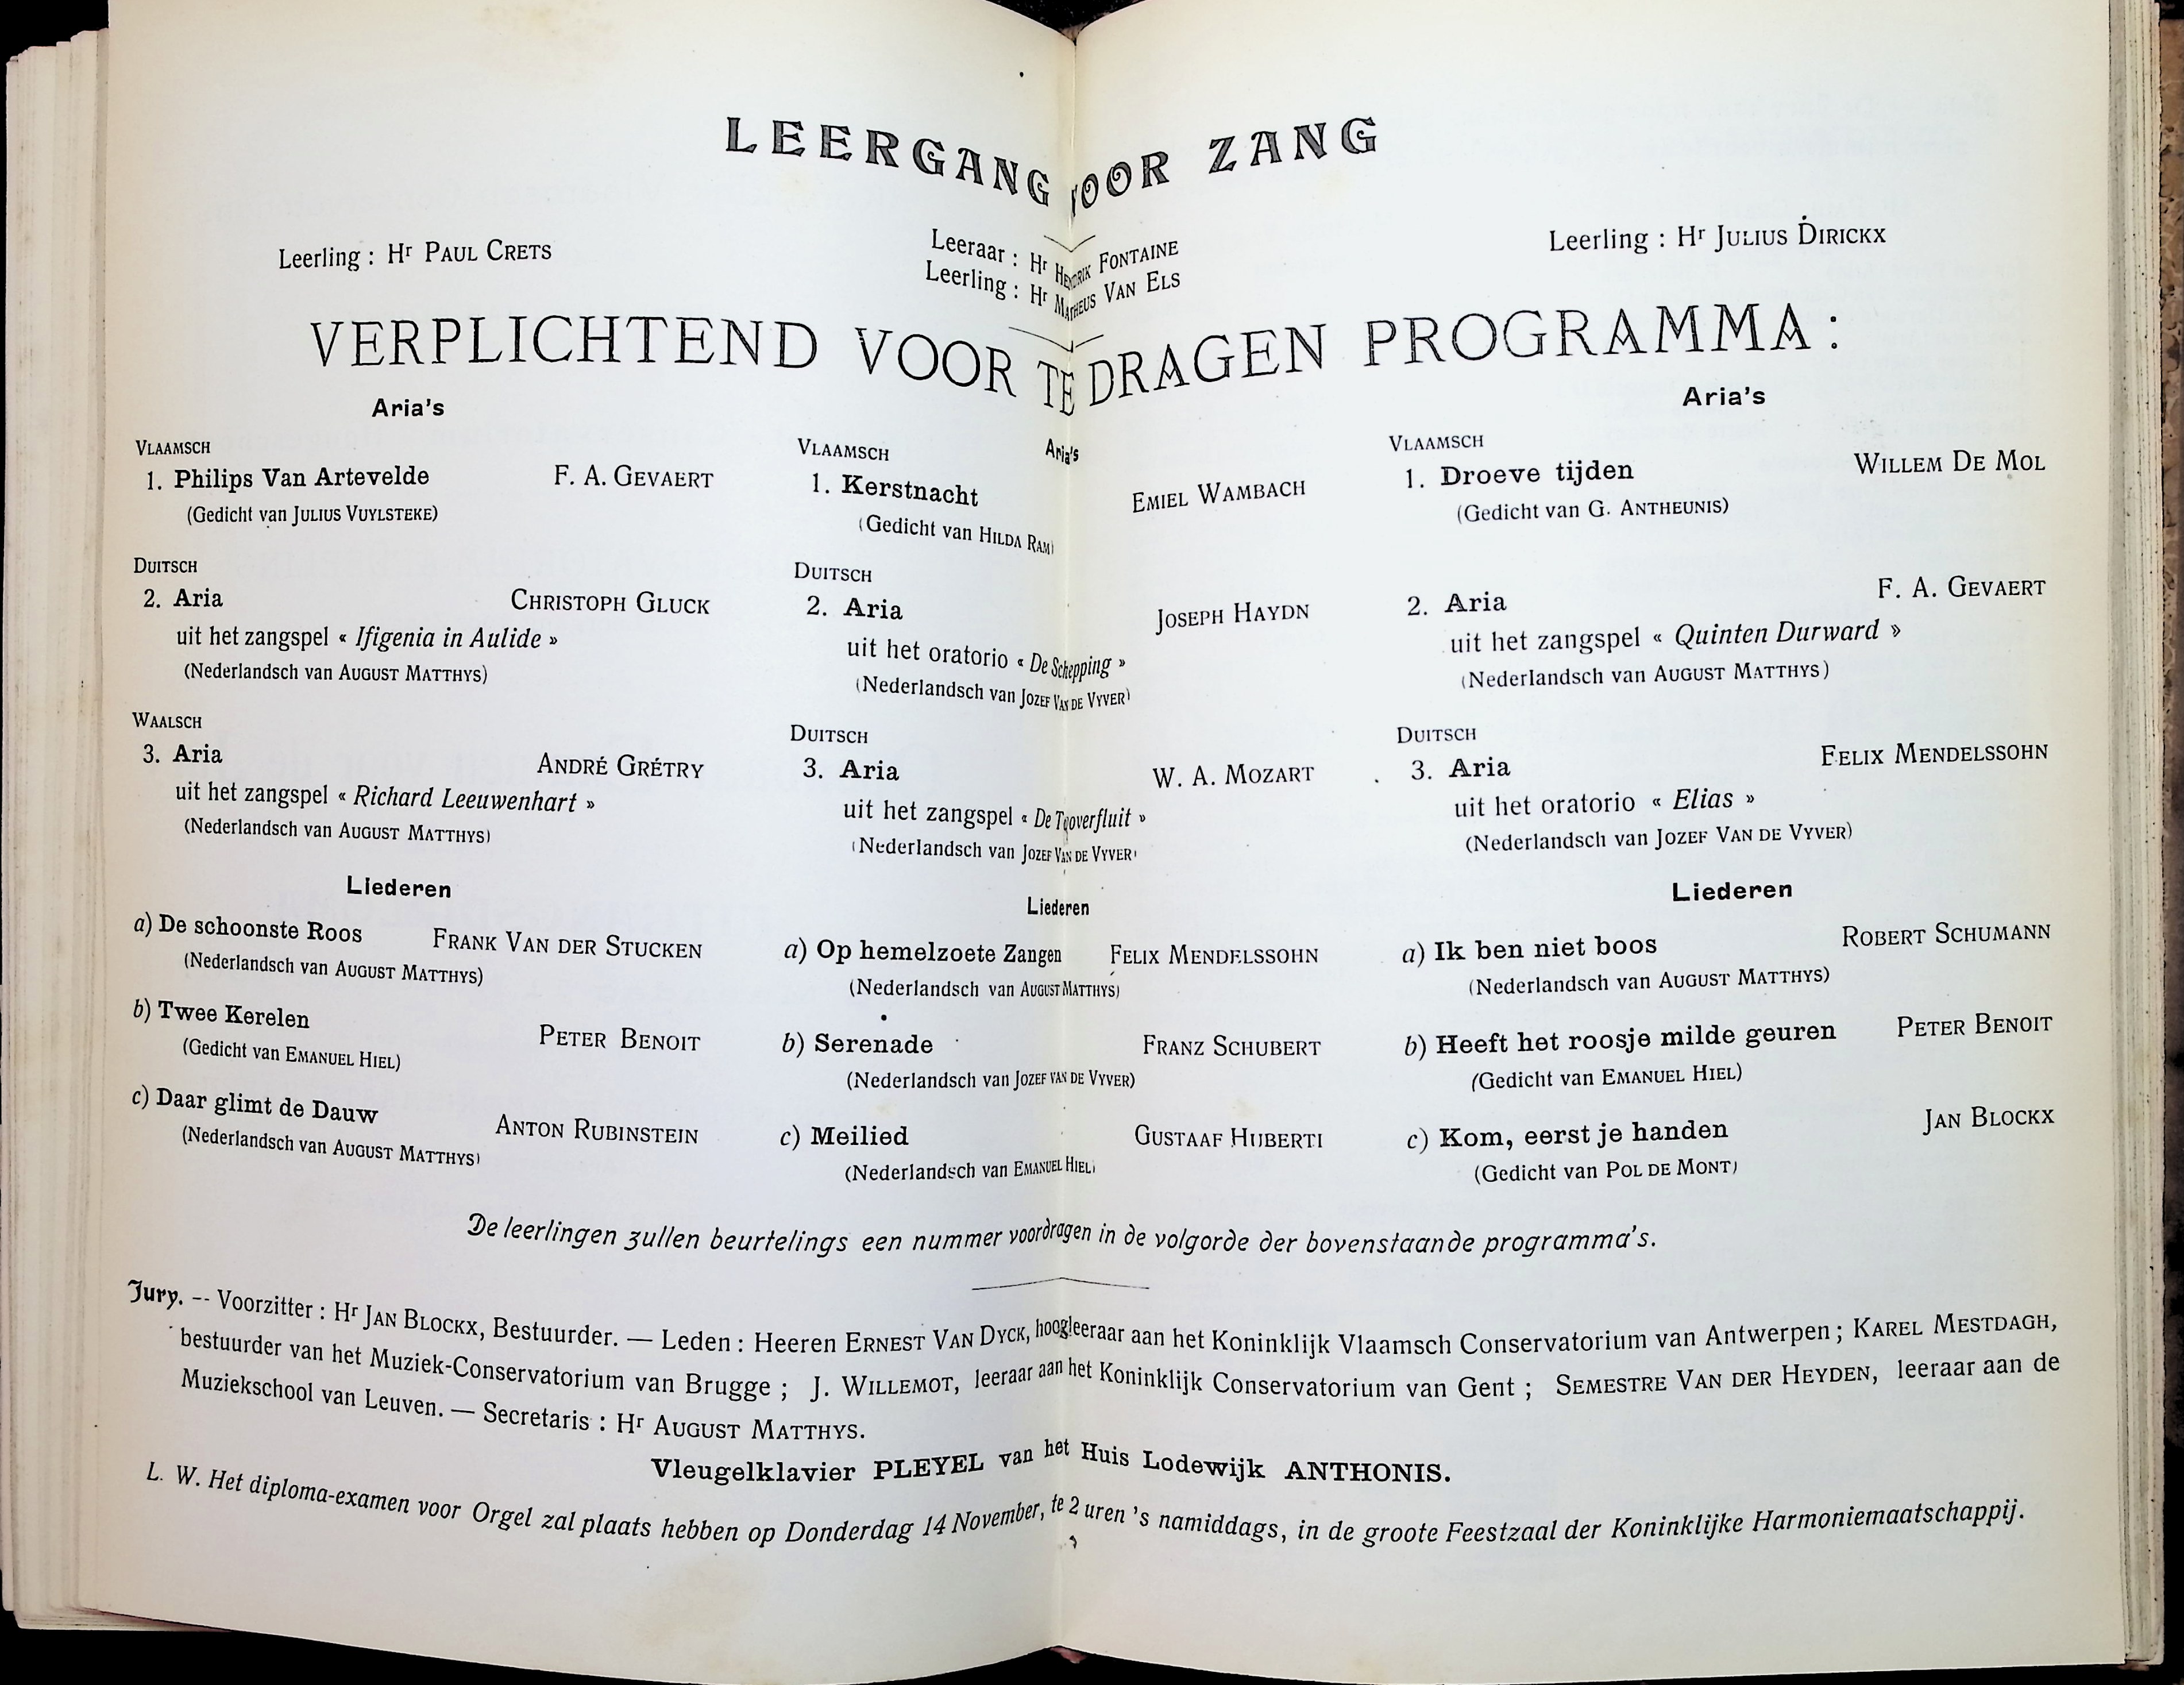 LEERGANG VOOR ZANG
Leeraar : Hr HENDRIK FONTAINE
Leerling : Hr PAUL CRETS
Leerling : Hr MATHEUS VAN ELS
Leerling : Hr JULIUS DIRICKX
VERPLICHTEND VOOR TE DRAGEN PROGRAMMA :
Aria's
VLAAMSCH
1. Philips Van Artevelde F. A. GEVAERT
(Gedicht van JULIUS VUYLSTEKE)
DUITSCH
2. Aria CHRISTOPH GLUCK
uit het zangspel « Ifigenia in Aulide »
(Nederlandsch van AUGUST MATTHYS)
WAALSCH
3. Aria ANDRÉ GRÉTRY
uit het zangspel « Richard Leeuwenhart »
(Nederlandsch van AUGUST MATTHYS)
Liederen
a) De schoonste Roos FRANK VAN DER STUCKEN
(Nederlandsch van AUGUST MATTHYS)
b) Twee Kerelen PETER BENOIT
(Gedicht van EMANUEL HIEL)
c) Daar glimt de Dauw ANTON RUBINSTEIN
(Nederlandsch van AUGUST MATTHYS)
Aria's
VLAAMSCH
1. Kerstnacht EMIEL WAMBACH
(Gedicht van HILDA RAM)
DUITSCH
2. Aria JOSEPH HAYDN
uit het oratorio « De Schepping »
(Nederlandsch van JOZEF VAN DE VYVER)
DUITSCH
3. Aria W. A. MOZART
uit het zangspel « De Tooverfluit »
(Nederlandsch van JOZEF VAN DE VYVER)
Liederen
a) Op hemelzoete Zangen FELIX MENDELSSOHN
(Nederlandsch van AUGUST MATTHYS)
b) Serenade FRANZ SCHUBERT
(Nederlandsch van JOZEF VAN DE VYVER)
c) Meilied GUSTAAF HUBERTI
(Nederlandsch van EMANUEL HIEL)
Aria's
VLAAMSCH
1. Droeve tijden WILLEM DE MOL
(Gedicht van G. ANTHEUNIS)
2. Aria F. A. GEVAERT
uit het zangspel « Quinten Durward »
(Nederlandsch van AUGUST MATTHYS)
DUITSCH
3. Aria FELIX MENDELSSOHN
uit het oratorio « Elias »
(Nederlandsch van JOZEF VAN DE VYVER)
Liederen
a) Ik ben niet boos ROBERT SCHUMANN
(Nederlandsch van AUGUST MATTHYS)
b) Heeft het roosje milde geuren PETER BENOIT
(Gedicht van EMANUEL HIEL)
c) Kom, eerst je handen JAN BLOCKX
(Gedicht van POL DE MONT)
De leerlingen zullen beurtelings een nummer voordragen in de volgorde der bovenstaande programma's.
Jury. -- Voorzitter : Hr JAN BLOCKX, Bestuurder. — Leden : Heeren ERNEST VAN DYCK, hoogleeraar aan het Koninklijk Vlaamsch Conservatorium van Antwerpen ; KAREL MESTDAGH,
bestuurder van het Muziek-Conservatorium van Brugge ; J. WILLEMOT, leeraar aan het Koninklijk Conservatorium van Gent ; SEMESTRE VAN DER HEYDEN, leeraar aan de
Muziekschool van Leuven. — Secretaris : Hr AUGUST MATTHYS.
Vleugelklavier PLEYEL van het Huis Lodewijk ANTHONIS.
L. W. Het diploma-examen voor Orgel zal plaats hebben op Donderdag 14 November, te 2 uren 's namiddags, in de groote Feestzaal der Koninklijke Harmoniemaatschappij.